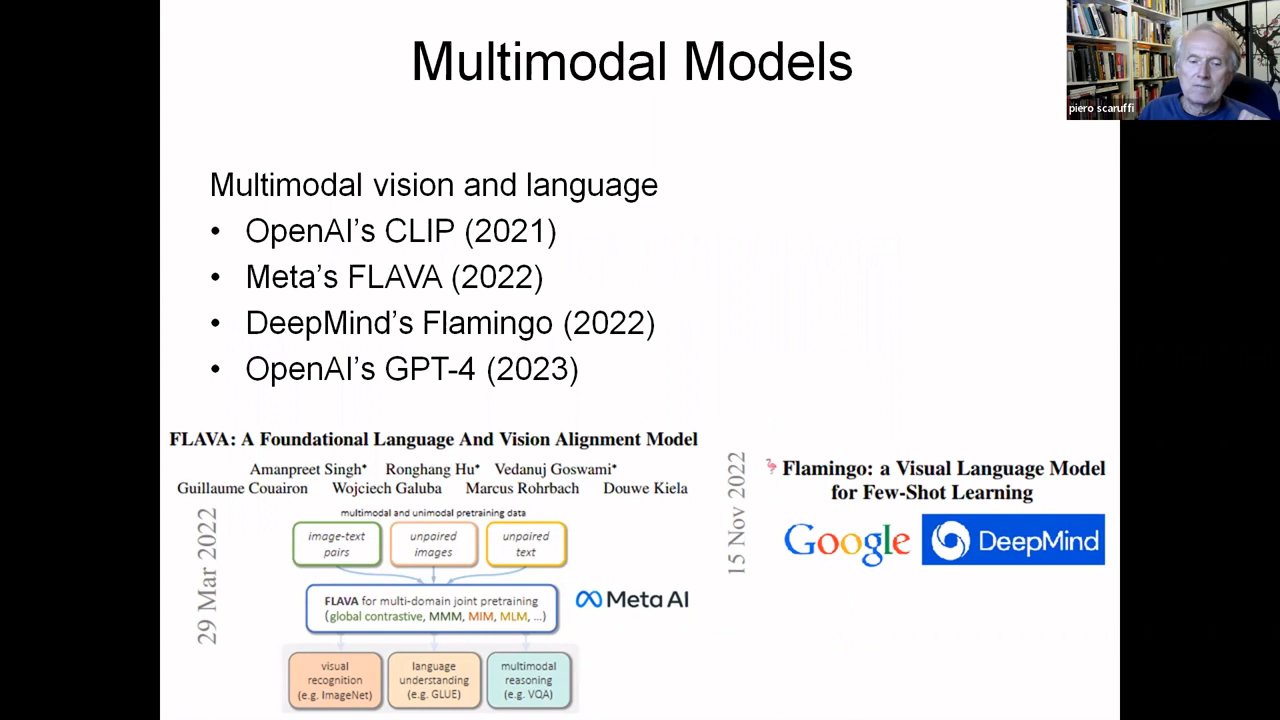 Multimodal Models
piero scaruffi
Multimodal vision and language
• OpenAI’s CLIP (2021)
• Meta’s FLAVA (2022)
• DeepMind’s Flamingo (2022)
• OpenAI’s GPT-4 (2023)
FLAVA: A Foundational Language And Vision Alignment Model
Amanpreet Singh* Ronghang Hu* Vedanuj Goswami*
Guillaume Couairon Wojciech Galuba Marcus Rohrbach Douwe Kiela
29 Mar 2022
multimodal and unimodal pretraining data
image-text
pairs
unpaired
images
unpaired
text
FLAVA for multi-domain joint pretraining
(global contrastive, MMM, MIM, MLM, ...)
Meta AI
visual
recognition
(e.g. ImageNet)
language
understanding
(e.g. GLUE)
multimodal
reasoning
(e.g. VQA)
15 Nov 2022
Flamingo: a Visual Language Model
for Few-Shot Learning
Google
DeepMind